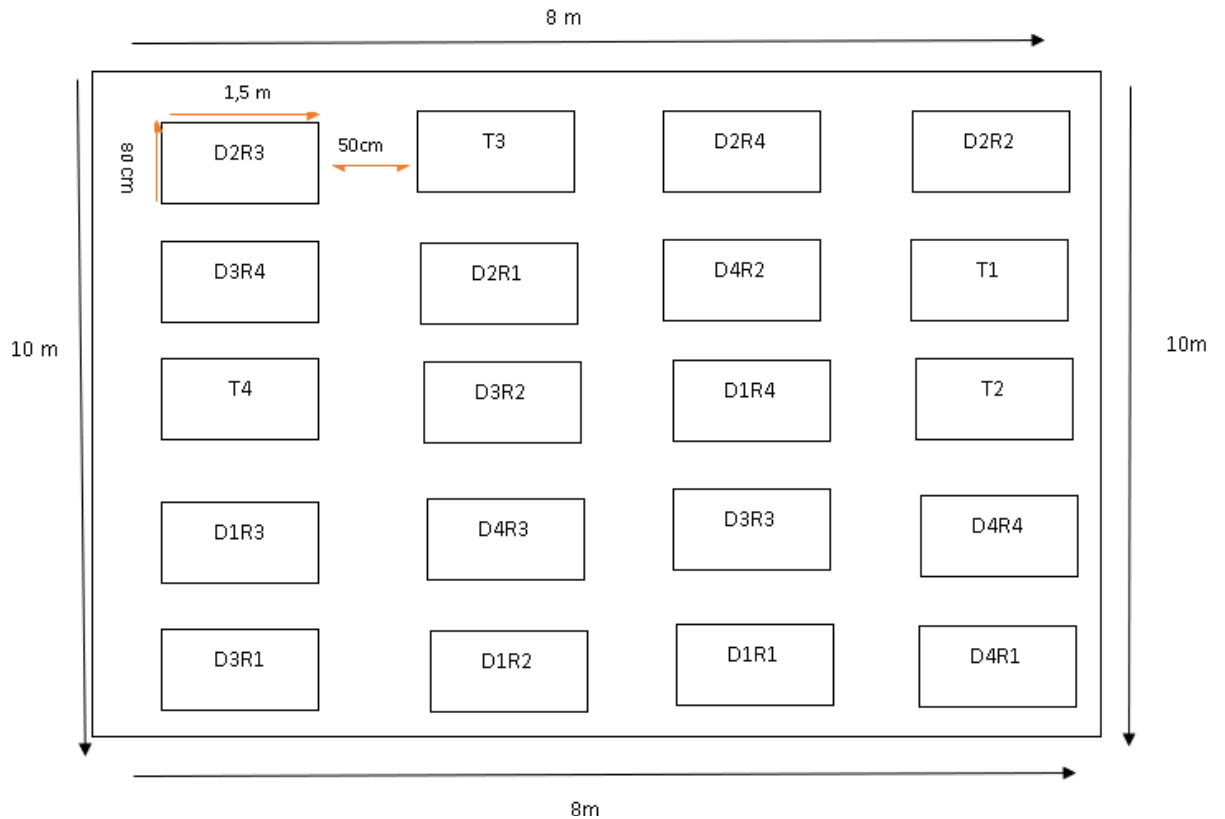 8 m
1,5 m
80 cm
50cm
D2R3
T3
D2R4
D2R2
D3R4
D2R1
D4R2
T1
10 m
10m
T4
D3R2
D1R4
T2
D1R3
D4R3
D3R3
D4R4
D3R1
D1R2
D1R1
D4R1
8m